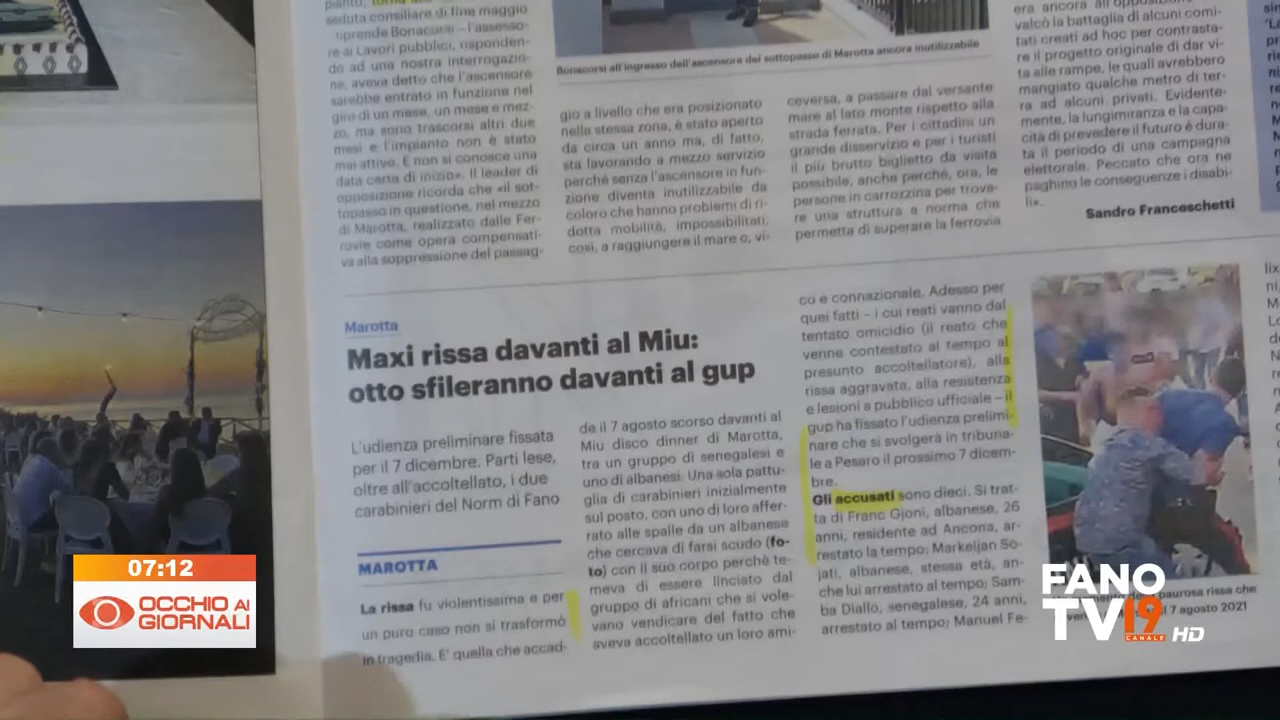 seduta consiliare di fine maggio
riprende Bonacorsi – l'assesso-
re ai Lavori pubblici, risponden-
do ad una nostra interrogazio-
ne, aveva detto che l'ascensore
sarebbe entrato in funzione nel
giro di un mese, un mese e mez-
zo, ma sono trascorsi altri due
mesi e l'impianto non è stato
mai attivo. E non si conosce una
data certa di inizio». Il leader di
opposizione ricorda che «il sot-
topasso in questione, nel mezzo
di Marotta, realizzato dalle Fer-
rovie come opera compensati-
va alla soppressione del passag-
Bonacorsi all'ingresso dell'ascensore del sottopasso di Marotta ancora inutilizzabile
gio a livello che era posizionato
nella stessa zona, é stato aperto
da circa un anno ma, di fatto,
sta lavorando a mezzo servizio
perché senza l'ascensore in fun-
zione diventa inutilizzabile da
coloro che hanno problemi di ri-
dotta mobilità, impossibilitati,
così, a raggiungere il mare o, vi-
ceversa, a passare dal versante
mare al lato monte rispetto alla
strada ferrata. Per i cittadini un
grande disservizio e per i turisti
il più brutto biglietto da visita
possibile, anche perché, ora, le
persone in carrozzina per trova-
re una struttura a norma che
permetta di superare la ferrovia
era ancora all'opposizione
valcò la battaglia di alcuni comi-
tati creati ad hoc per contrasta-
re il progetto originale di dar vi-
ta alle rampe, le quali avrebbero
mangiato qualche metro di ter-
ra ad alcuni privati. Evidente-
mente, la lungimiranza e la capa-
cità di prevedere il futuro é dura-
ta il periodo di una campagna
elettorale. Peccato che ora ne
paghino le conseguenze i disabi-
li».
Sandro Franceschetti
Marotta
Maxi rissa davanti al Miu:
otto sfileranno davanti al gup
L'udienza preliminare fissata
per il 7 dicembre. Parti lese,
oltre all'accoltellato, i due
carabinieri del Norm di Fano
MAROTTA
La rissa fu violentissima e per
un puro caso non si trasformò
in tragedia. E' quella che accad-
de il 7 agosto scorso davanti al
Miu disco dinner di Marotta,
tra un gruppo di senegalesi e
uno di albanesi. Una sola pattu-
glia di carabinieri inizialmente
sul posto, con uno di loro affer-
rato alle spalle da un albanese
che cercava di farsi scudo (fo-
to) con il suo corpo perchè te-
meva di essere linciato dal
gruppo di africani che si vole-
vano vendicare del fatto che
aveva accoltellato un loro ami-
co e connazionale. Adesso per
quei fatti – i cui reati vanno dal
tentato omicidio (il reato che
venne contestato al tempo al
presunto accoltellatore), alla
rissa aggravata, alla resistenza
e lesioni a pubblico ufficiale – il
gup ha fissato l'udienza prelimi-
nare che si svolgerà in tribuna-
le a Pesaro il prossimo 7 dicem-
bre.
Gli accusati sono dieci. Si trat-
ta di Franc Gjoni, albanese, 26
anni, residente ad Ancona, ar-
restato la tempo; Markeljan So-
jati, albanese, stessa età, an-
che lui arrestato al tempo; Sam-
ba Diallo, senegalese, 24 anni,
arrestato al tempo; Manuel Fe-
paurosa rissa che
7 agosto 2021
07:12
OCCHIO AI
GIORNALI
FANO
TV19
CANALE HD